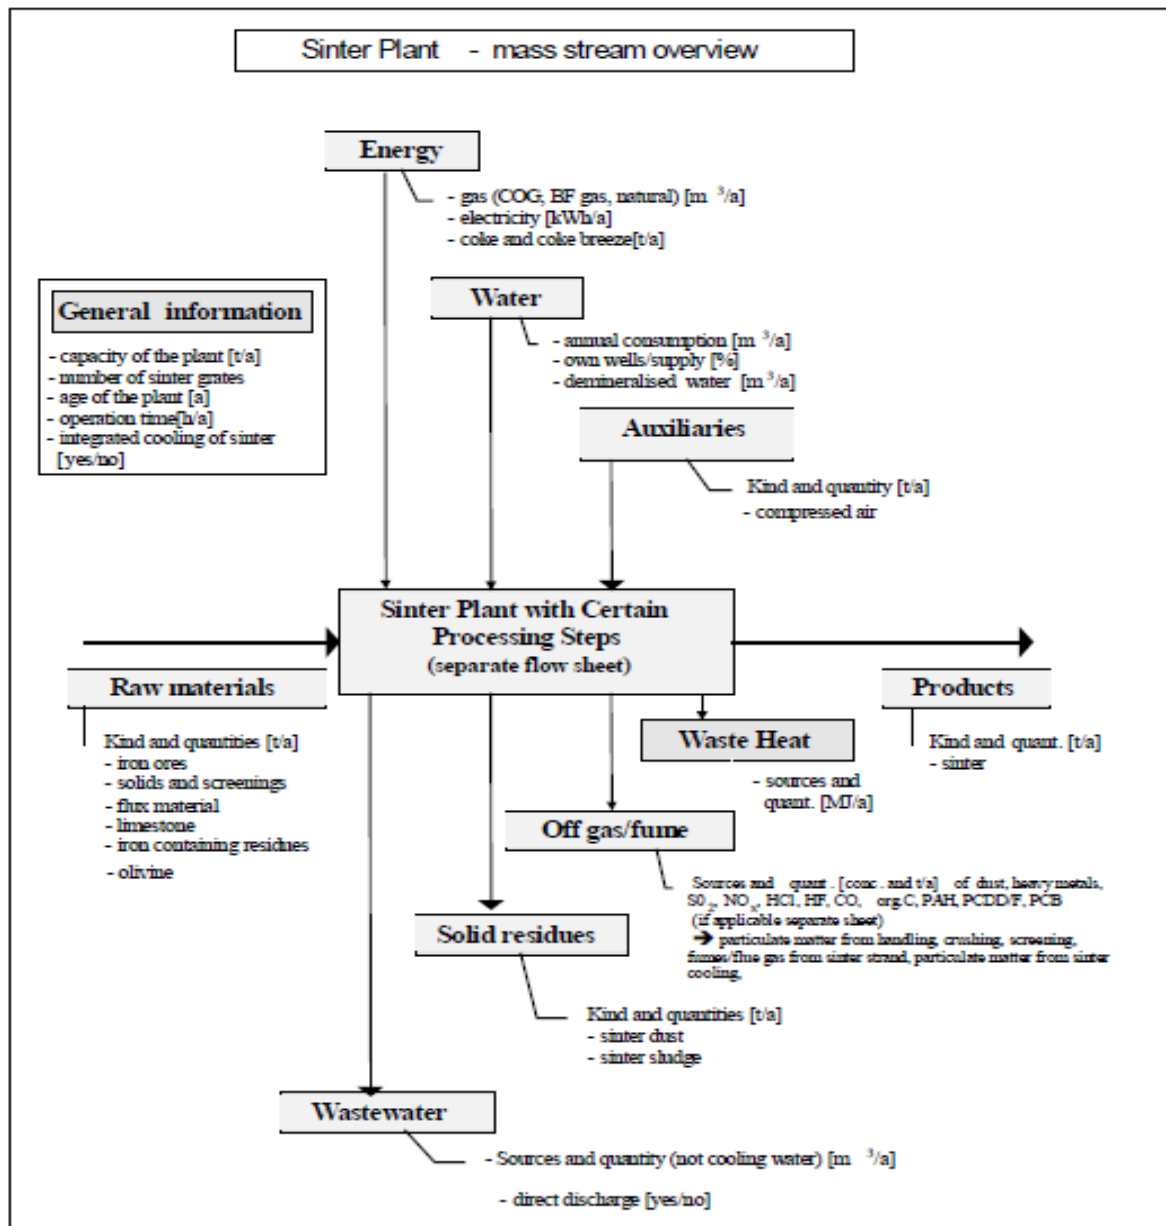 Sinter Plant - mass stream overview
Energy
- gas (COG, BF gas, natural) [m ³/a]
- electricity [kWh/a]
- coke and coke breeze[t/a]
Water
- annual consumption [m ³/a]
- own wells/supply [%]
- demineralised water [m³/a]
General information
- capacity of the plant [t/a]
- number of sinter grates
- age of the plant [a]
- operation time[h/a]
- integrated cooling of sinter
[yes/no]
Auxiliaries
Kind and quantity [t/a]
- compressed air
Sinter Plant with Certain
Processing Steps
(separate flow sheet)
Raw materials
Kind and quantities [t/a]
- iron ores
- solids and screenings
- flux material
- limestone
- iron containing residues
- olivine
Products
Kind and quant. [t/a]
- sinter
Waste Heat
- sources and
quant. [MJ/a]
Off gas/fume
Sources and quant. [conc. and t/a] of dust, heavy metals,
S0₂, NOₓ, HCl, HF, CO, org.C, PAH, PCDD/F, PCB
(if applicable separate sheet)
➔ particulate matter from handling, crushing, screening,
fumes/flue gas from sinter strand, particulate matter from sinter
cooling,
Solid residues
Kind and quantities [t/a]
- sinter dust
- sinter sludge
Wastewater
- Sources and quantity (not cooling water) [m ³/a]
- direct discharge [yes/no]